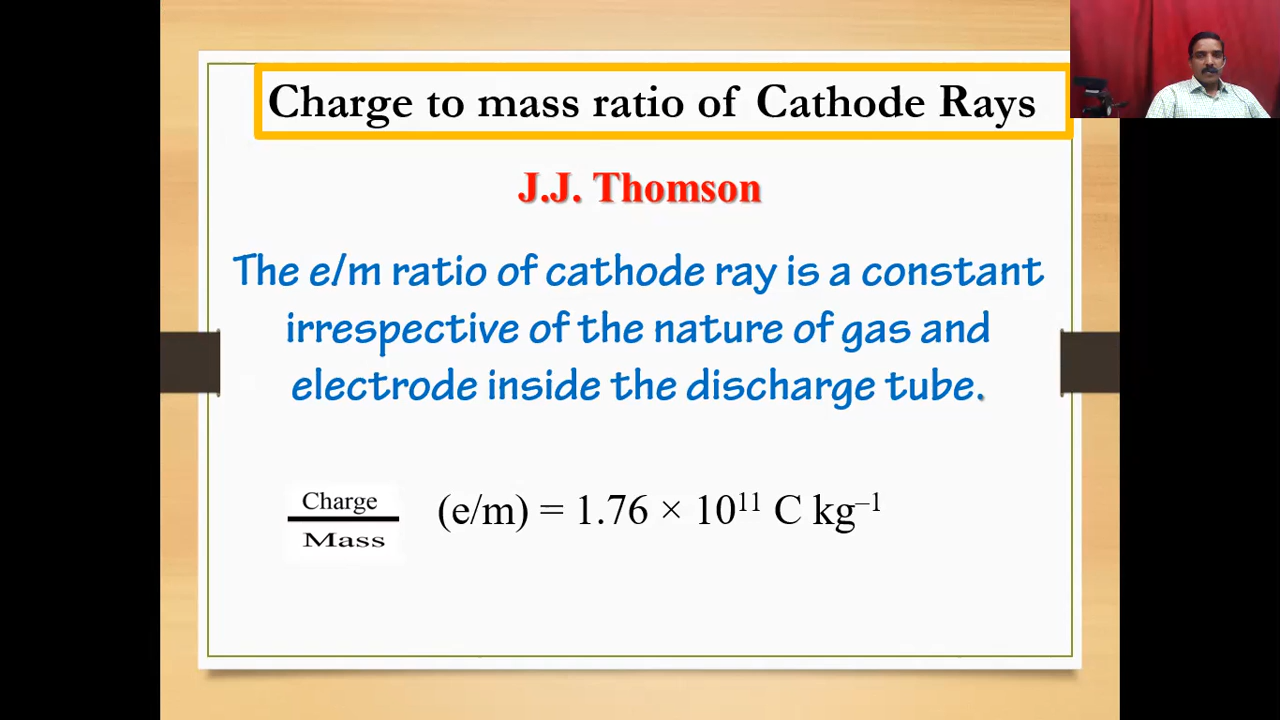 Charge to mass ratio of Cathode Rays
J.J. Thomson
The e/m ratio of cathode ray is a constant
irrespective of the nature of gas and
electrode inside the discharge tube.
Charge
Mass
(e/m) = 1.76 × 10¹¹ C kg⁻¹